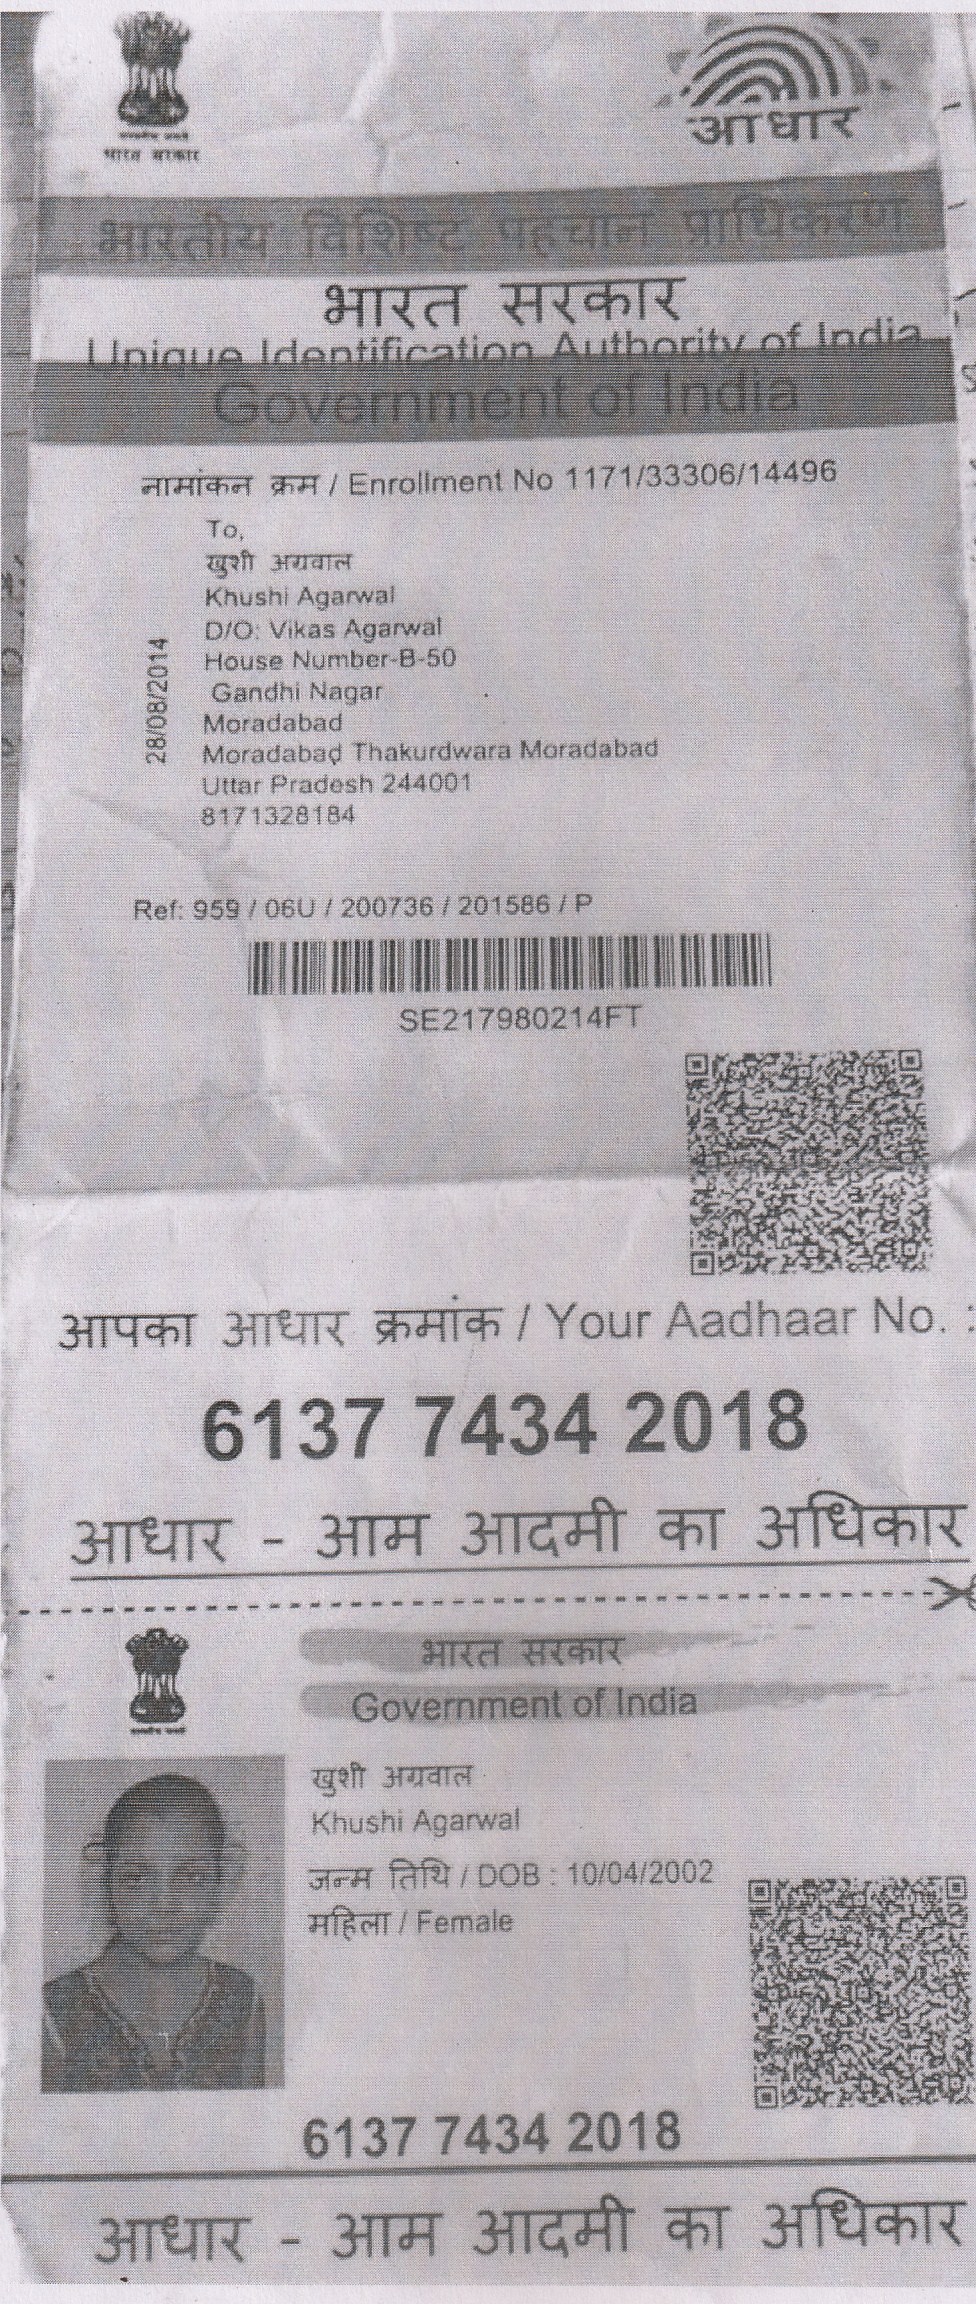 भारत सरकार
आधार
भारतीय विशिष्ट पहचान प्राधिकरण
भारत सरकार
Unique Identification Authority of India
Government of India
नामांकन क्रम / Enrollment No 1171/33306/14496
To,
खुशी अग्रवाल
Khushi Agarwal
D/O: Vikas Agarwal
House Number-B-50
Gandhi Nagar
Moradabad
Moradabad Thakurdwara Moradabad
Uttar Pradesh 244001
8171328184
28/08/2014
Ref: 959 / 06U / 200736 / 201586 / P
SE217980214FT
आपका आधार क्रमांक / Your Aadhaar No. :
6137 7434 2018
आधार - आम आदमी का अधिकार
भारत सरकार
Government of India
खुशी अग्रवाल
Khushi Agarwal
जन्म तिथि / DOB : 10/04/2002
महिला / Female
6137 7434 2018
आधार - आम आदमी का अधिकार